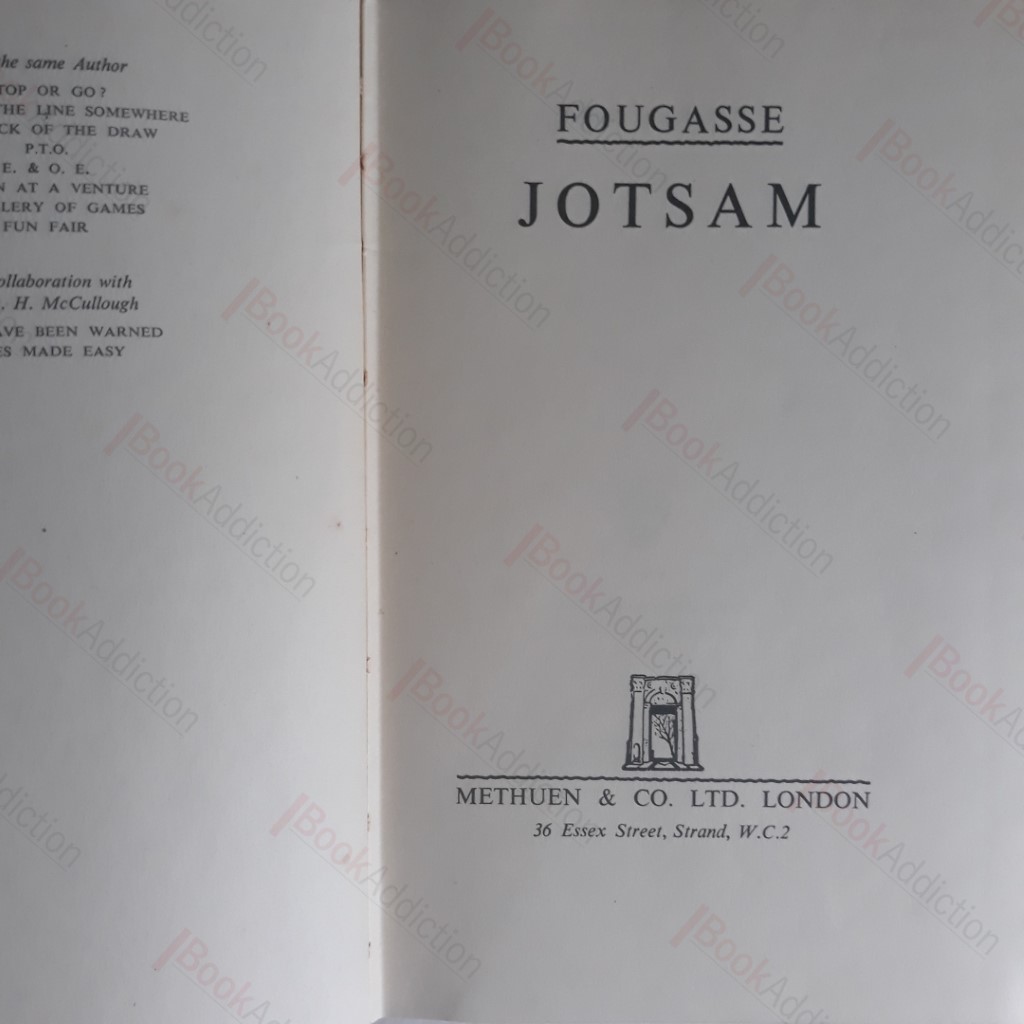 the same Author
TOP OR GO?
THE LINE SOMEWHERE
CK OF THE DRAW
P.T.O.
E. & O. E.
N AT A VENTURE
LERY OF GAMES
FUN FAIR
ollaboration with
. H. McCullough
AVE BEEN WARNED
ES MADE EASY
FOUGASSE
JOTSAM
METHUEN & CO. LTD. LONDON
36 Essex Street, Strand, W.C.2
BookAddiction